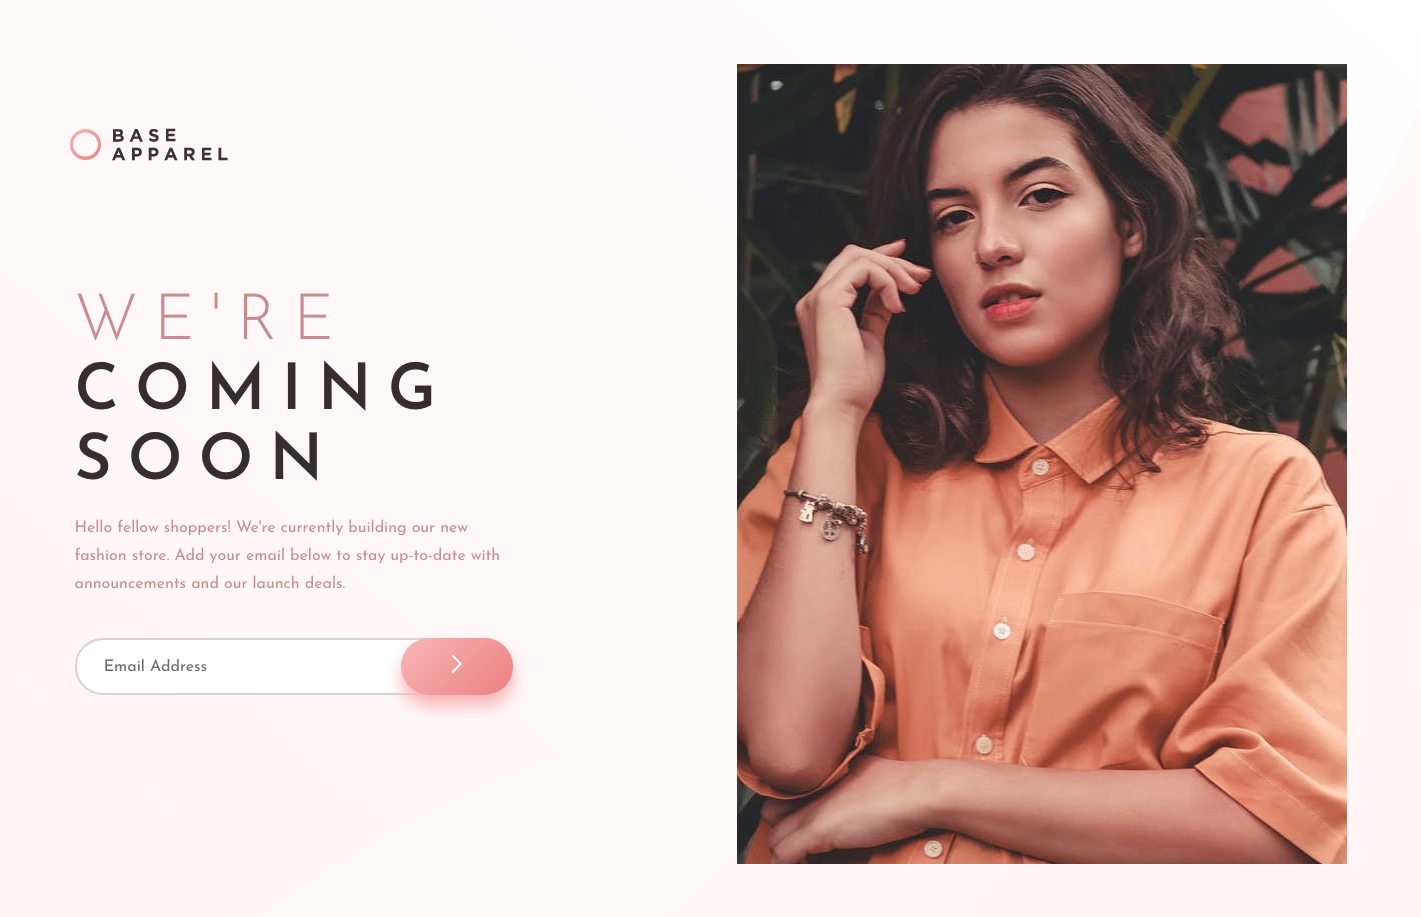 BASE
APPAREL
WE'RE
COMING
SOON
Hello fellow shoppers! We're currently building our new
fashion store. Add your email below to stay up-to-date with
announcements and our launch deals.
Email Address